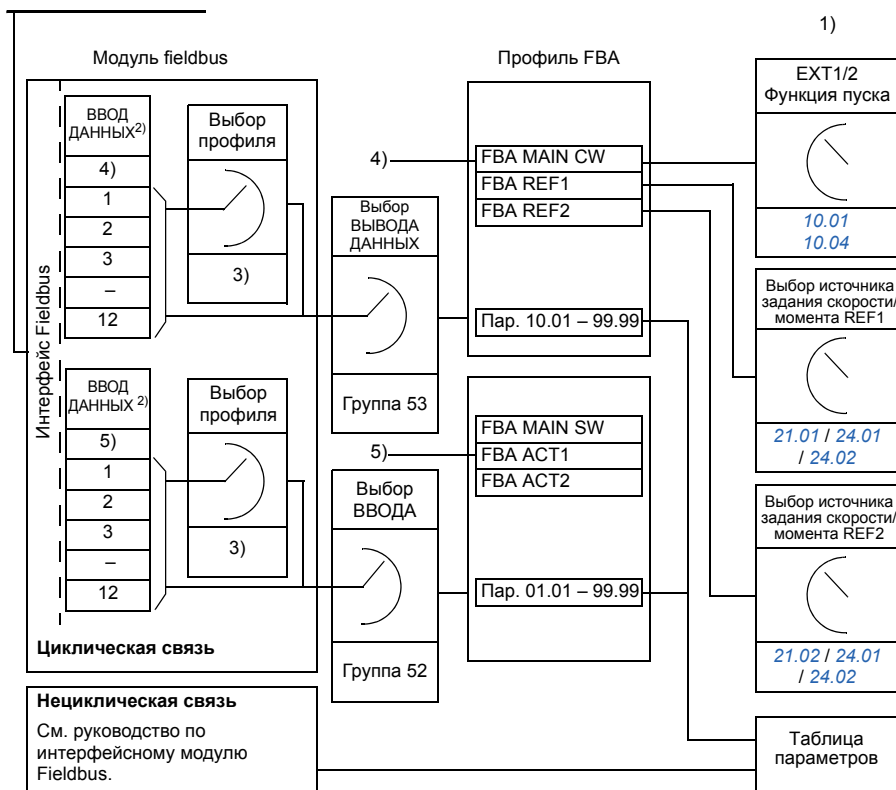 1)
Модуль fieldbus
Профиль FBA
Интерфейс Fieldbus
ВВОД
ДАННЫХ2)
4)
1
2
3
–
12
Выбор
профиля
3)
ВВОД
ДАННЫХ 2)
5)
1
2
3
–
12
Выбор
профиля
3)
Циклическая связь
Выбор
ВЫВОДА
ДАННЫХ
Группа 53
Выбор
ВВОДА
Группа 52
4)
FBA MAIN CW
FBA REF1
FBA REF2
Пар. 10.01 – 99.99
5)
FBA MAIN SW
FBA ACT1
FBA ACT2
Пар. 01.01 – 99.99
EXT1/2
Функция пуска
10.01
10.04
Выбор источника
задания скорости/
момента REF1
21.01 / 24.01
/ 24.02
Выбор источника
задания скорости/
момента REF2
21.02 / 24.01
/ 24.02
Нециклическая связь
См. руководство по
интерфейсному модулю
Fieldbus.
Таблица
параметров